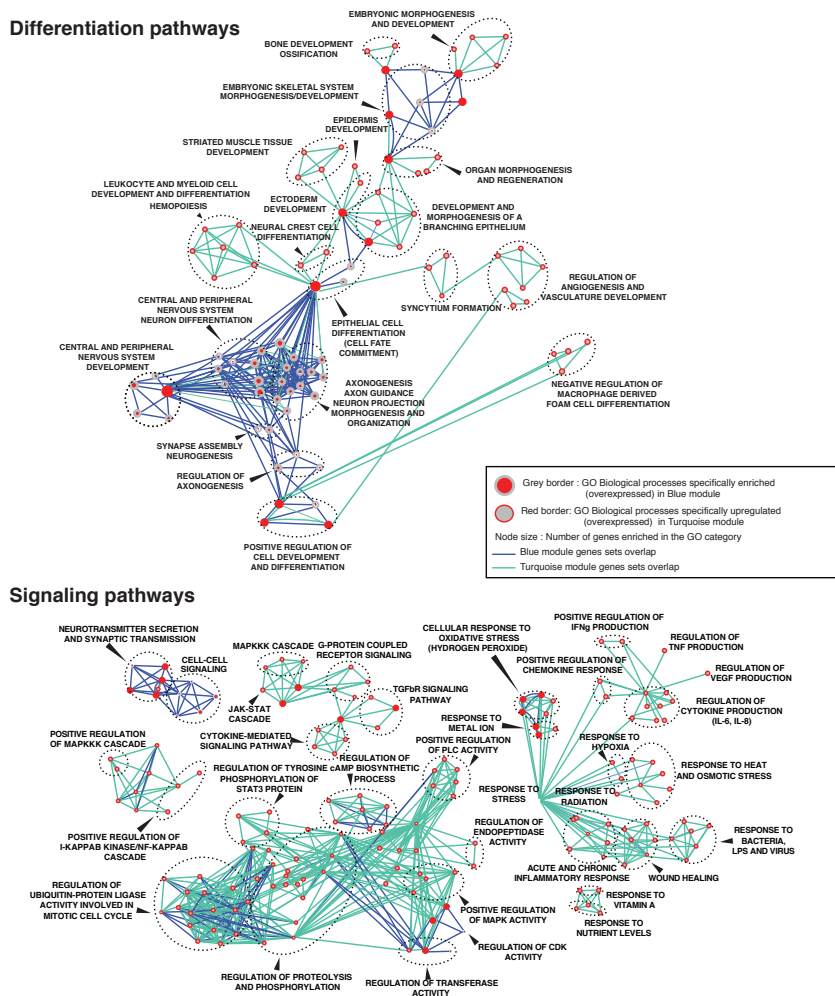 Differentiation pathways
EMBRYONIC MORPHOGENESIS
AND DEVELOPMENT
BONE DEVELOPMENT
OSSIFICATION
EMBRYONIC SKELETAL SYSTEM
MORPHOGENESIS/DEVELOPMENT
EPIDERMIS
DEVELOPMENT
STRIATED MUSCLE TISSUE
DEVELOPMENT
ORGAN MORPHOGENESIS
AND REGENERATION
LEUKOCYTE AND MYELOID CELL
DEVELOPMENT AND DIFFERENTIATION
HEMOPOIESIS
ECTODERM
DEVELOPMENT
DEVELOPMENT AND
MORPHOGENESIS OF A
BRANCHING EPITHELIUM
NEURAL CREST CELL
DIFFERENTIATION
REGULATION OF
ANGIOGENESIS AND
VASCULATURE DEVELOPMENT
SYNCYTIUM FORMATION
CENTRAL AND PERIPHERAL
NERVOUS SYSTEM
NEURON DIFFERENTIATION
EPITHELIAL CELL
DIFFERENTIATION
(CELL FATE
COMMITMENT)
CENTRAL AND PERIPHERAL
NERVOUS SYSTEM
DEVELOPMENT
AXONOGENESIS
AXON GUIDANCE
NEURON PROJECTION
MORPHOGENESIS AND
ORGANIZATION
NEGATIVE REGULATION OF
MACROPHAGE DERIVED
FOAM CELL DIFFERENTIATION
SYNAPSE ASSEMBLY
NEUROGENESIS
REGULATION OF
AXONOGENESIS
POSITIVE REGULATION OF
CELL DEVELOPMENT
AND DIFFERENTIATION
Grey border : GO Biological processes specifically enriched
(overexpressed) in Blue module
Red border: GO Biological processes specifically upregulated
(overexpressed) in Turquoise module
Node size : Number of genes enriched in the GO category
Blue module genes sets overlap
Turquoise module genes sets overlap
Signaling pathways
NEUROTRANSMITTER SECRETION
AND SYNAPTIC TRANSMISSION
CELL-CELL
SIGNALING
MAPKKK CASCADE
G-PROTEIN COUPLED
RECEPTOR SIGNALING
JAK-STAT
CASCADE
TGFbR SIGNALING
PATHWAY
CYTOKINE-MEDIATED
SIGNALING PATHWAY
CELLULAR RESPONSE TO
OXIDATIVE STRESS
(HYDROGEN PEROXIDE)
POSITIVE REGULATION OF
IFNg PRODUCTION
REGULATION OF
TNF PRODUCTION
POSITIVE REGULATION OF
CHEMOKINE RESPONSE
REGULATION OF
VEGF PRODUCTION
REGULATION OF
CYTOKINE PRODUCTION
(IL-6, IL-8)
RESPONSE TO
METAL ION
POSITIVE REGULATION
OF MAPKKK CASCADE
REGULATION OF TYROSINE
PHOSPHORYLATION OF
STAT3 PROTEIN
REGULATION OF
cAMP BIOSYNTHETIC
PROCESS
POSITIVE REGULATION
OF PLC ACTIVITY
RESPONSE TO
HYPOXIA
RESPONSE TO HEAT
AND OSMOTIC STRESS
RESPONSE TO
STRESS
RESPONSE TO
RADIATION
POSITIVE REGULATION OF
I-KAPPAB KINASE/NF-KAPPAB
CASCADE
REGULATION OF
ENDOPEPTIDASE
ACTIVITY
RESPONSE TO
BACTERIA,
LPS AND VIRUS
ACUTE AND CHRONIC
INFLAMMATORY RESPONSE
WOUND HEALING
REGULATION OF
UBIQUITIN-PROTEIN LIGASE
ACTIVITY INVOLVED IN
MITOTIC CELL CYCLE
RESPONSE TO
VITAMIN A
RESPONSE TO
NUTRIENT LEVELS
POSITIVE REGULATION
OF MAPK ACTIVITY
REGULATION OF CDK
ACTIVITY
REGULATION OF PROTEOLYSIS
AND PHOSPHORYLATION
REGULATION OF TRANSFERASE
ACTIVITY